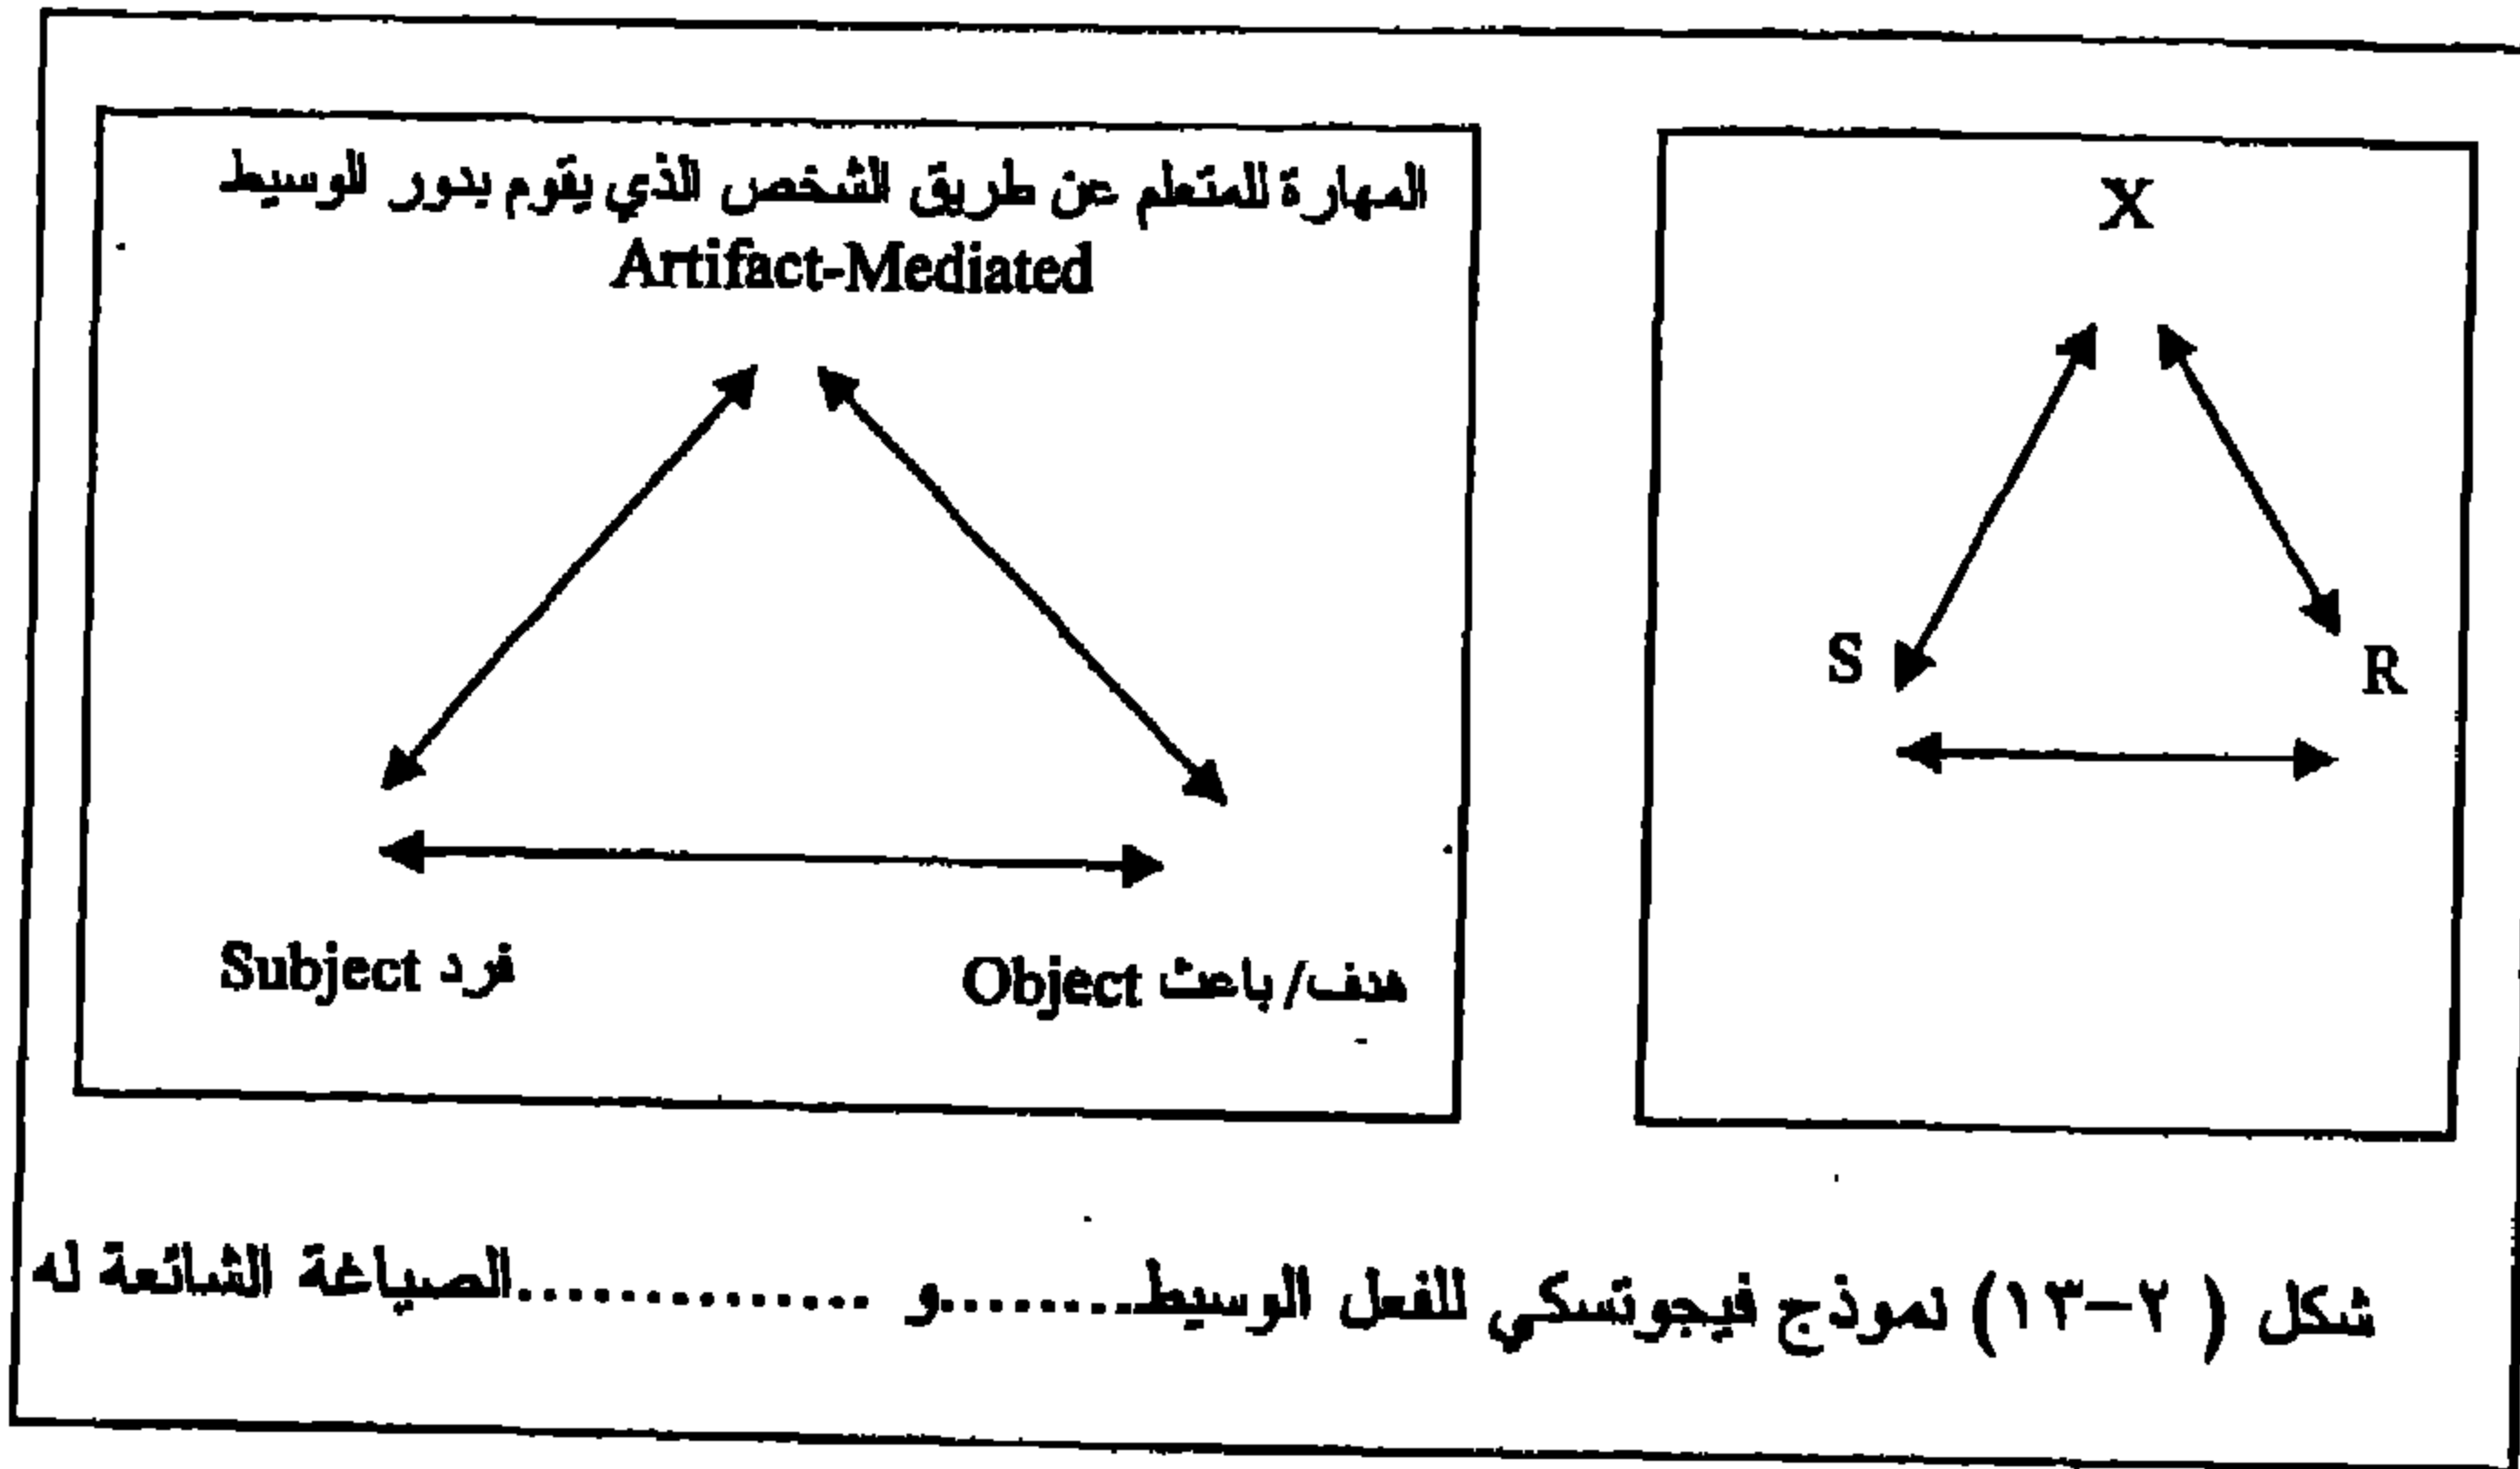 المهارة للمتعلم عن طريق الشخص الذي يقوم بدور الوسيط
Artifact-Mediated
فرد Subject
هدف/باعث Object
X
S
R
شكل ( ٢-١٣) نموذج فيجوتسكي للفعل الوسيط.........و ...............الصياغة الشائعة له